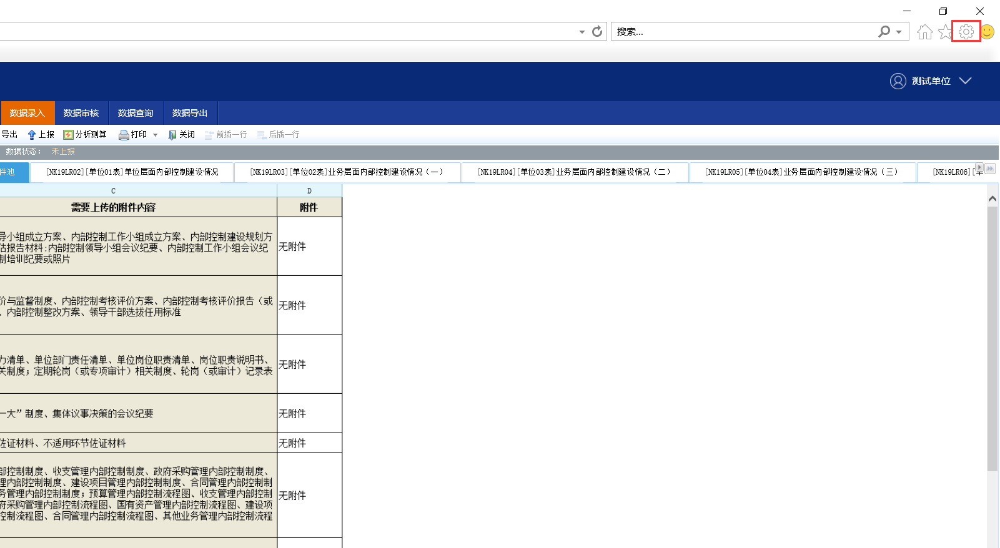 搜索...
测试单位
数据录入 数据审核 数据查询 数据导出
导出 上报 分析测算 打印 关闭 前插一行 后插一行
数据状态： 未上报
件池 [NK19LR02][单位01表]单位层面内部控制建设情况 [NK19LR03][单位02表]业务层面内部控制建设情况（一） [NK19LR04][单位03表]业务层面内部控制建设情况（二） [NK19LR05][单位04表]业务层面内部控制建设情况（三） [NK19LR06][单
C D
需要上传的附件内容 附件
导小组成立方案、内部控制工作小组成立方案、内部控制建设规划方
估报告材料;内部控制领导小组会议纪要、内部控制工作小组会议纪
制培训纪要或照片
无附件
价与监督制度、内部控制考核评价方案、内部控制考核评价报告（或
、内部控制整改方案、领导干部选拔任用标准
无附件
力清单、单位部门责任清单、单位岗位职责清单、岗位职责说明书、
关制度；定期轮岗（或专项审计）相关制度、轮岗（或审计）记录表
无附件
一大”制度、集体议事决策的会议纪要
无附件
佐证材料、不适用环节佐证材料
无附件
部控制制度、收支管理内部控制制度、政府采购管理内部控制制度、
理内部控制制度、建设项目管理内部控制制度、合同管理内部控制制
务管理内部控制制度；预算管理内部控制流程图、收支管理内部控制
府采购管理内部控制流程图、国有资产管理内部控制流程图、建设项
控制流程图、合同管理内部控制流程图、其他业务管理内部控制流程
无附件